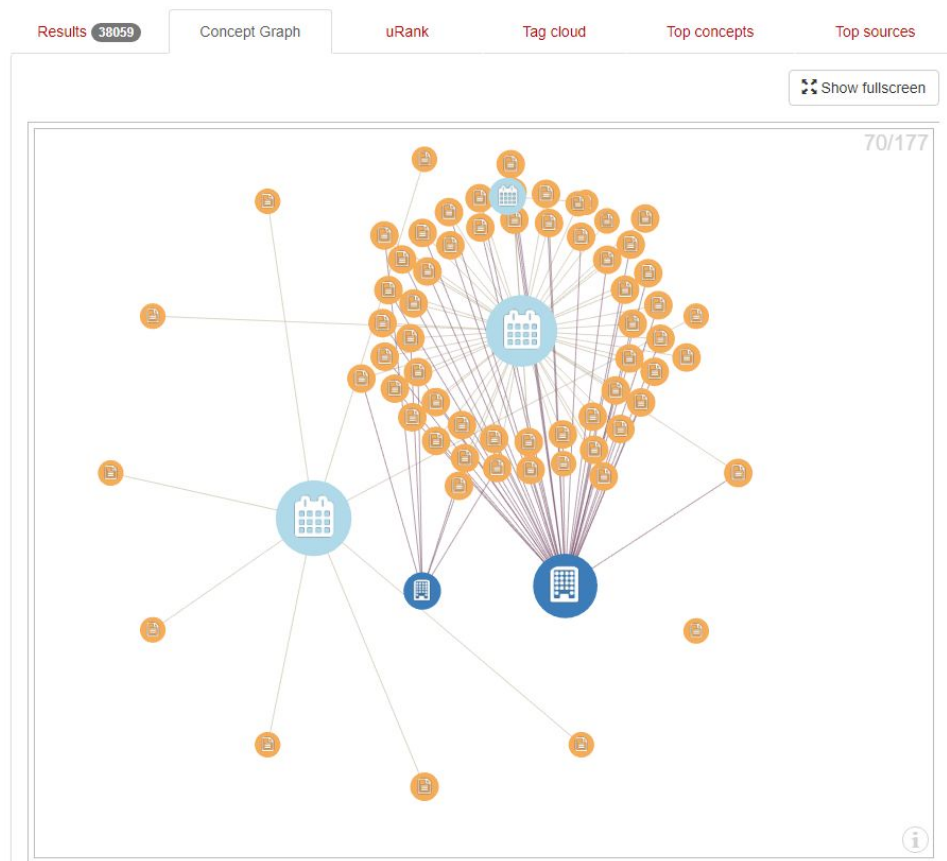 Results 38059 Concept Graph uRank Tag cloud Top concepts Top sources
Show fullscreen
70/177
i